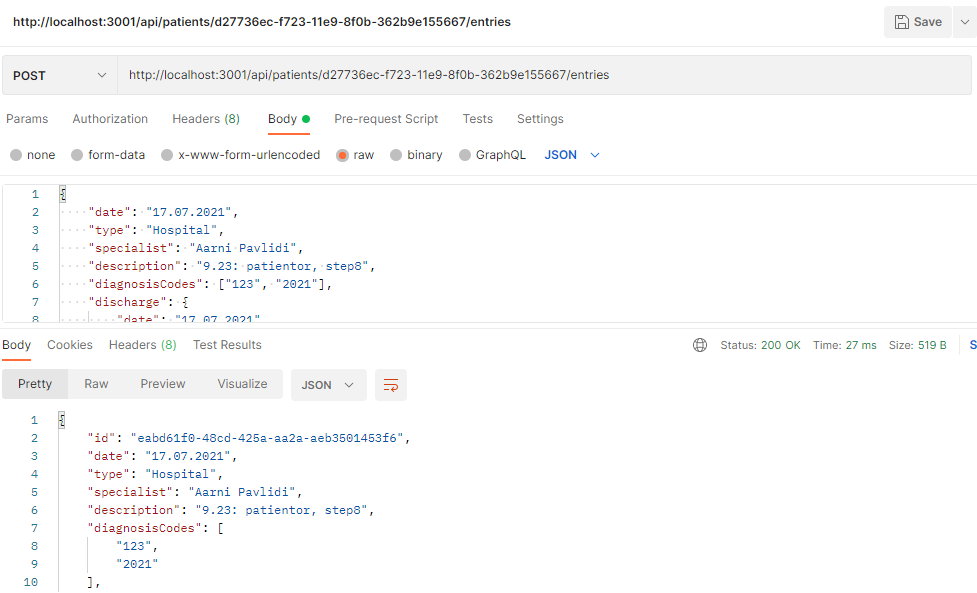 http://localhost:3001/api/patients/d27736ec-f723-11e9-8f0b-362b9e155667/entries Save
POST http://localhost:3001/api/patients/d27736ec-f723-11e9-8f0b-362b9e155667/entries
Params Authorization Headers (8) Body Pre-request Script Tests Settings
none form-data x-www-form-urlencoded raw binary GraphQL JSON
1 {
2 "date": "17.07.2021",
3 "type": "Hospital",
4 "specialist": "Aarni Pavlidi",
5 "description": "9.23: patientor, step8",
6 "diagnosisCodes": ["123", "2021"],
7 "discharge": {
8 "date": "17.07.2021"
Body Cookies Headers (8) Test Results Status: 200 OK Time: 27 ms Size: 519 B S
Pretty Raw Preview Visualize JSON
1 {
2 "id": "eabd61f0-48cd-425a-aa2a-aeb3501453f6",
3 "date": "17.07.2021",
4 "type": "Hospital",
5 "specialist": "Aarni Pavlidi",
6 "description": "9.23: patientor, step8",
7 "diagnosisCodes": [
8 "123",
9 "2021"
10 ],